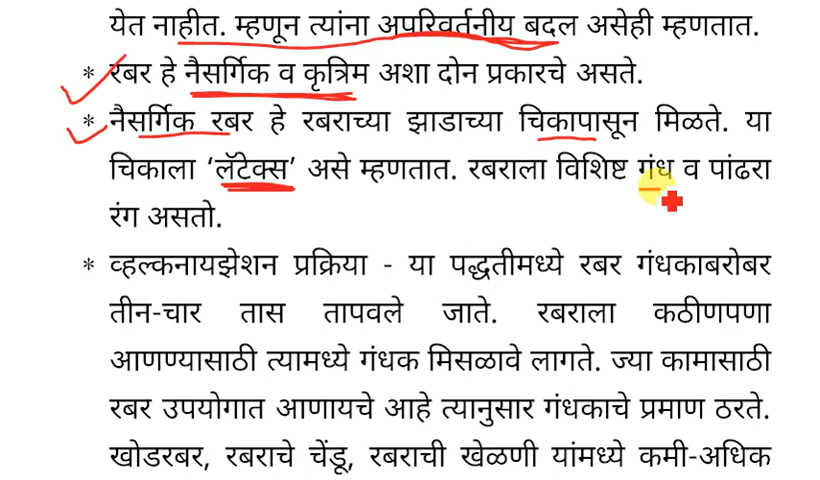 येत नाहीत. म्हणून त्यांना अपरिवर्तनीय बदल असेही म्हणतात.
* रबर हे नैसर्गिक व कृत्रिम अशा दोन प्रकारचे असते.
* नैसर्गिक रबर हे रबराच्या झाडाच्या चिकापासून मिळते. या
चिकाला ‘लॅटेक्स’ असे म्हणतात. रबराला विशिष्ट गंध व पांढरा
रंग असतो.
* व्हल्कनायझेशन प्रक्रिया - या पद्धतीमध्ये रबर गंधकाबरोबर
तीन-चार तास तापवले जाते. रबराला कठीणपणा
आणण्यासाठी त्यामध्ये गंधक मिसळावे लागते. ज्या कामासाठी
रबर उपयोगात आणायचे आहे त्यानुसार गंधकाचे प्रमाण ठरते.
खोडरबर, रबराचे चेंडू, रबराची खेळणी यांमध्ये कमी-अधिक